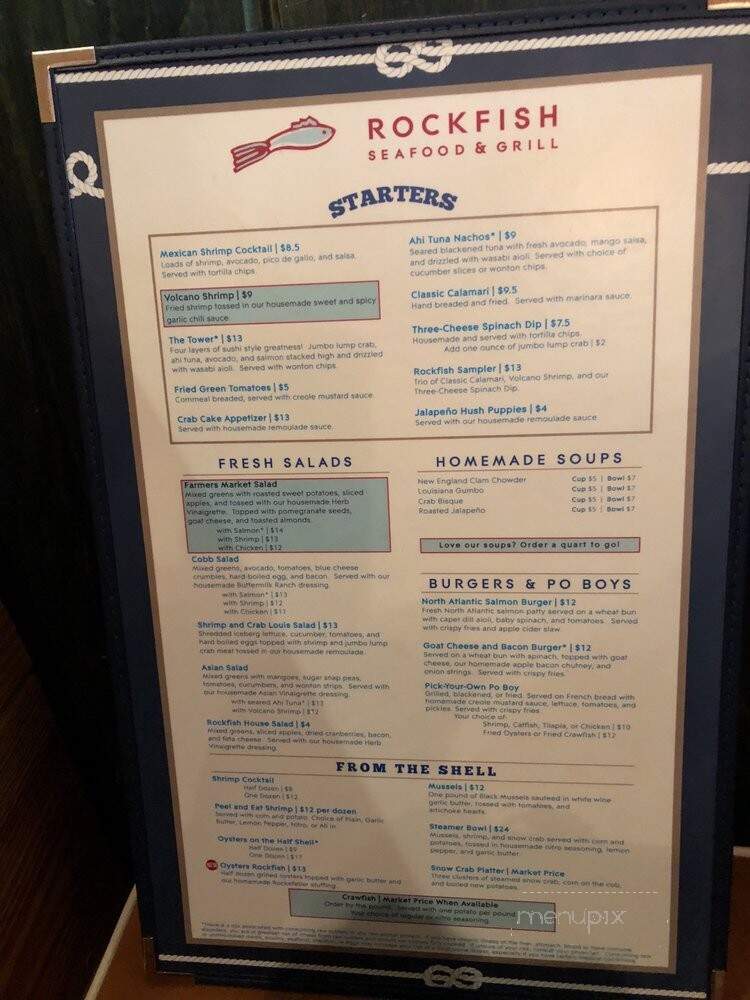 ROCKFISH
SEAFOOD & GRILL
STARTERS
Mexican Shrimp Cocktail | $8.5
Loads of shrimp, avocado, pico de gallo, and salsa.
Served with tortilla chips.
Volcano Shrimp | $9
Fried shrimp tossed in our housemade sweet and spicy
garlic chili sauce
The Tower* | $13
Four layers of sushi style greatness! Jumbo lump crab,
ahi tuna, avocado, and salmon stacked high and drizzled
with wasabi aioli. Served with wonton chips.
Fried Green Tomatoes | $5
Cornmeal breaded, served with creole mustard sauce.
Crab Cake Appetizer | $13
Served with housemade remoulade sauce.
Ahi Tuna Nachos* | $9
Seared blackened tuna with fresh avocado, mango salsa,
and drizzled with wasabi aioli. Served with choice of
cucumber slices or wonton chips.
Classic Calamari | $9.5
Hand breaded and fried. Served with marinara sauce.
Three-Cheese Spinach Dip | $7.5
Housemade and served with tortilla chips.
Add one ounce of jumbo lump crab | $2
Rockfish Sampler | $13
Trio of Classic Calamari, Volcano Shrimp, and our
Three-Cheese Spinach Dip.
Jalapeño Hush Puppies | $4
Served with our housemade remoulade sauce
FRESH SALADS
Farmers Market Salad
Mixed greens with roasted sweet potatoes, sliced
apples, and tossed with our housemade Herb
Vinaigrette. Topped with pomegranate seeds,
goat cheese, and toasted almonds.
with Salmon* | $14
with Shrimp | $13
with Chicken | $12
Cobb Salad
Mixed greens, avocado, tomatoes, blue cheese
crumbles, hard-boiled egg, and bacon. Served with our
housemade Buttermilk Ranch dressing.
with Salmon* | $13
with Shrimp | $12
with Chicken | $11
Shrimp and Crab Louis Salad | $13
Shredded iceberg lettuce, cucumber, tomatoes, and
hard boiled eggs topped with shrimp and jumbo lump
crab meat tossed in our housemade remoulade.
Asian Salad
Mixed greens with mangoes, sugar snap peas,
tomatoes, cucumbers, and wonton strips. Served with
our housemade Asian Vinaigrette dressing.
with seared Ahi Tuna* | $13
with Volcano Shrimp | $12
Rockfish House Salad | $4
Mixed greens, sliced apples, dried cranberries, bacon,
and feta cheese. Served with our housemade Herb
Vinaigrette dressing.
HOMEMADE SOUPS
New England Clam Chowder Cup $5 | Bowl $7
Louisiana Gumbo Cup $5 | Bowl $7
Crab Bisque Cup $5 | Bowl $7
Roasted Jalapeño Cup $5 | Bowl $7
Love our soups? Order a quart to go!
BURGERS & PO BOYS
North Atlantic Salmon Burger | $12
Fresh North Atlantic salmon patty served on a wheat bun
with caper dill aioli, baby spinach, and tomatoes. Served
with crispy fries and apple cider slaw.
Goat Cheese and Bacon Burger* | $12
Served on a wheat bun with spinach, topped with goat
cheese, our homemade apple bacon chutney, and
onion strings. Served with crispy fries.
Pick-Your-Own Po Boy
Grilled, blackened, or fried. Served on French bread with
homemade creole mustard sauce, lettuce, tomatoes, and
pickles. Served with crispy fries.
Your choice of:
Shrimp, Catfish, Tilapia, or Chicken | $10
Fried Oysters or Fried Crawfish | $12
FROM THE SHELL
Shrimp Cocktail
Half Dozen | $8
One Dozen | $12
Peel and Eat Shrimp | $12 per dozen
Served with corn and potato. Choice of Plain, Garlic
Butter, Lemon Pepper, Nitro, or All in
Oysters on the Half Shell*
Half Dozen | $9
One Dozen | $17
Oysters Rockfish | $13
Half dozen grilled oysters topped with garlic butter and
our homemade Rockefeller stuffing.
Mussels | $12
One pound of Black Mussels sauteed in white wine
garlic butter, tossed with tomatoes, and
artichoke hearts.
Steamer Bowl | $24
Mussels, shrimp, and snow crab served with corn and
potatoes, tossed in housemade nitro seasoning, lemon
pepper, and garlic butter.
Snow Crab Platter | Market Price
Three clusters of steamed snow crab, corn on the cob,
and boiled new potatoes.
Crawfish | Market Price When Available
Order by the pound. Served with one potato per pound.
Your choice of regular or nitro seasoning.
menupix